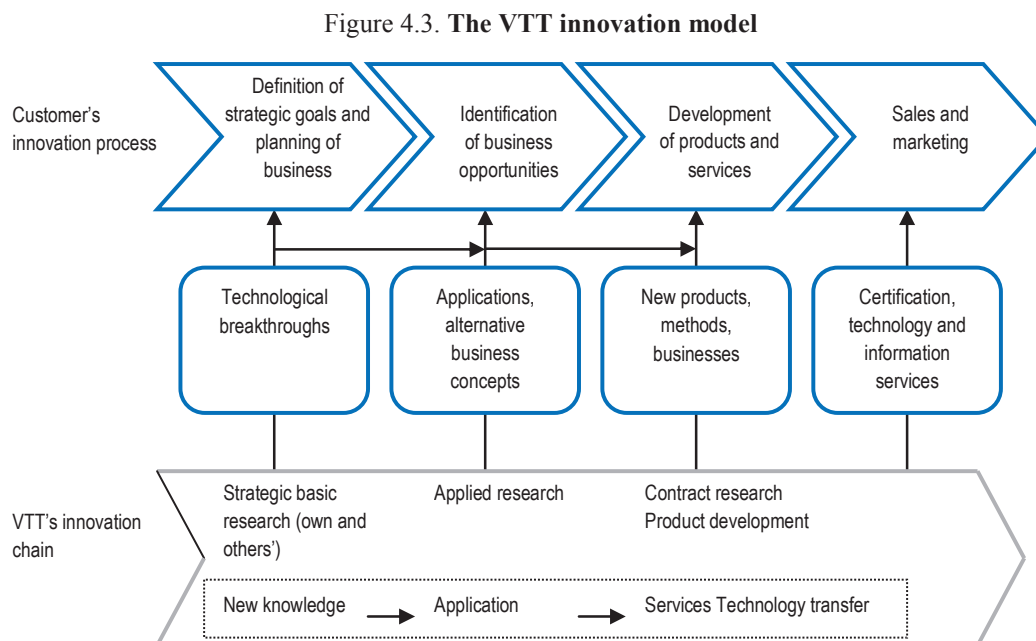 Figure 4.3. The VTT innovation model
Customer's
innovation process
Definition of
strategic goals and
planning of
business
Identification
of business
opportunities
Development
of products and
services
Sales and
marketing
Technological
breakthroughs
Applications,
alternative
business
concepts
New products,
methods,
businesses
Certification,
technology and
information
services
VTT's innovation
chain
Strategic basic
research (own and
others')
Applied research
Contract research
Product development
New knowledge
Application
Services Technology transfer